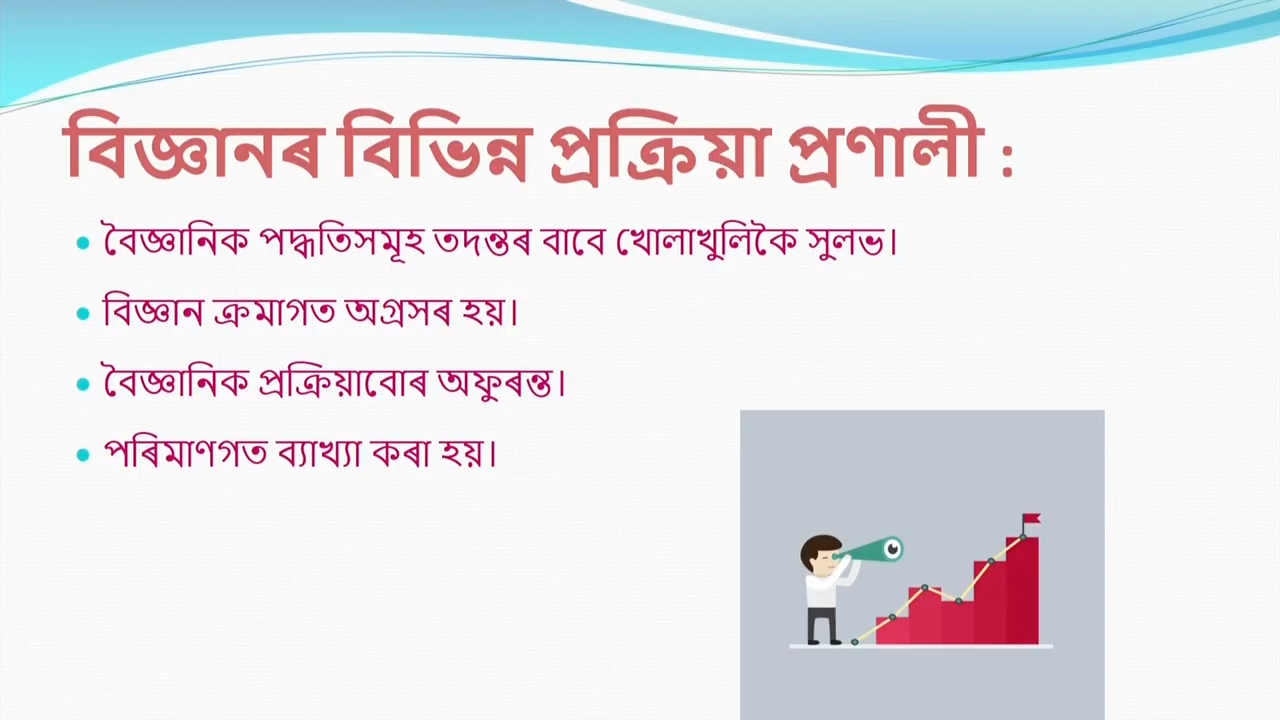 বিজ্ঞানৰ বিভিন্ন প্ৰক্ৰিয়া প্ৰণালী :
• বৈজ্ঞানিক পদ্ধতিসমূহ তদন্তৰ বাবে খোলাখুলিকৈ সুলভ।
• বিজ্ঞান ক্ৰমাগত অগ্ৰসৰ হয়।
• বৈজ্ঞানিক প্ৰক্ৰিয়াবোৰ অফুৰন্ত।
• পৰিমাণগত ব্যাখ্যা কৰা হয়।